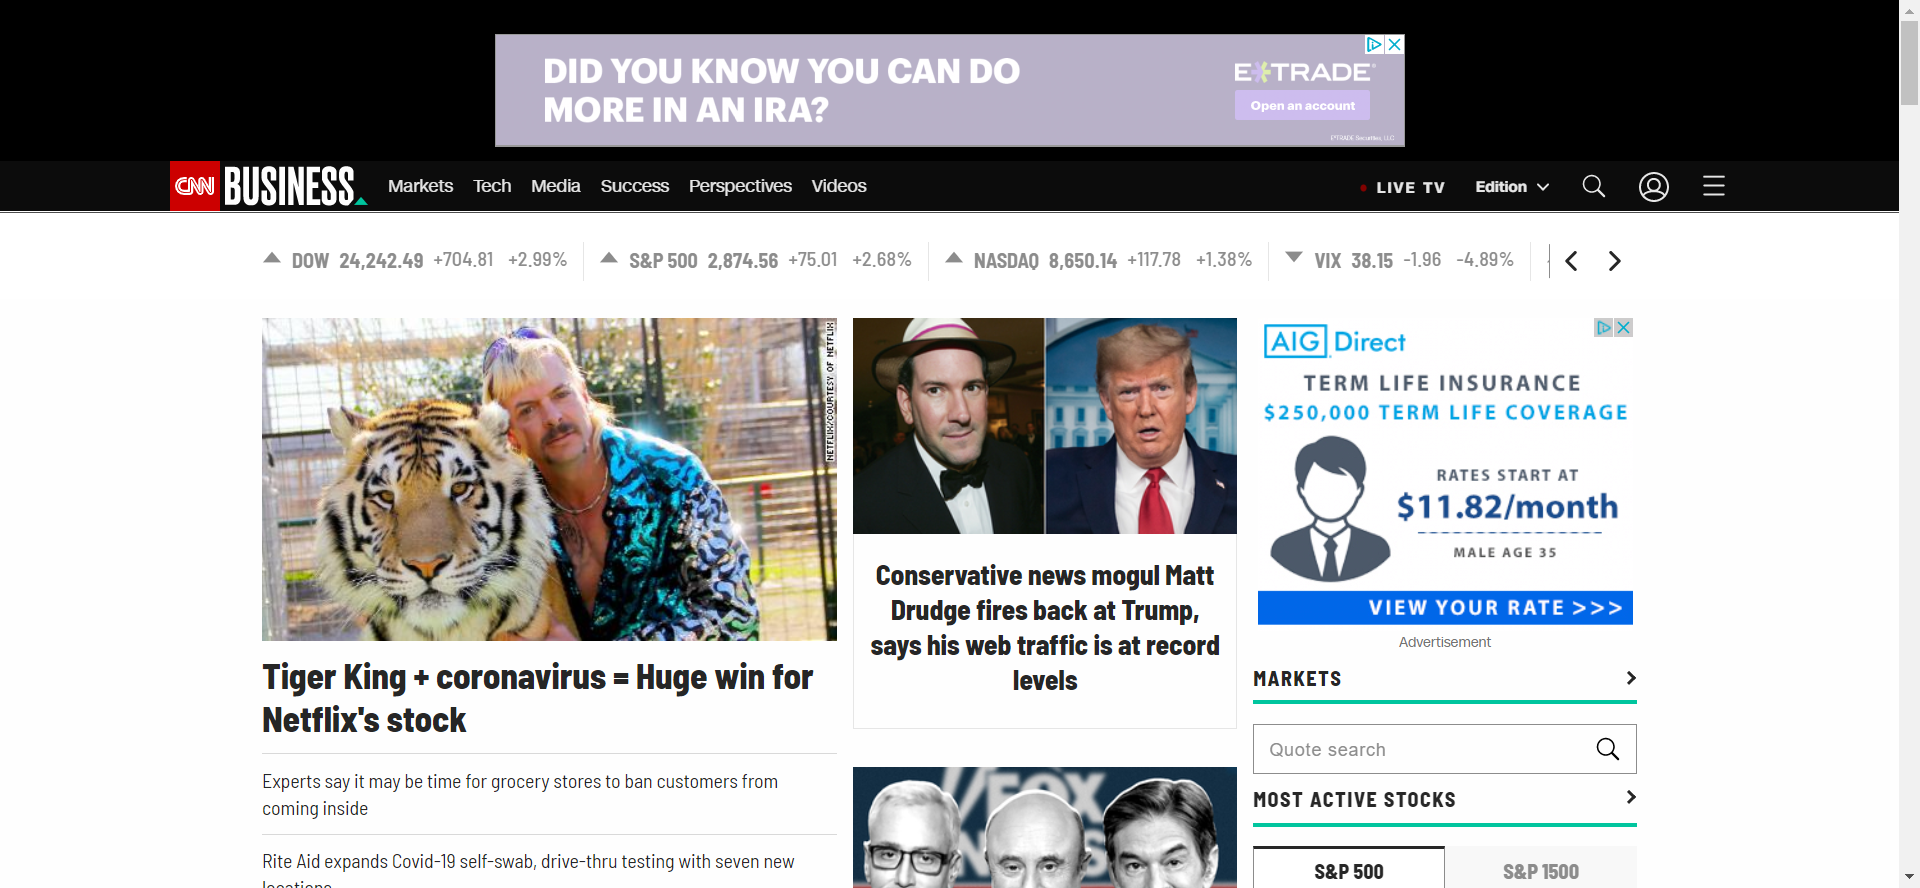 DID YOU KNOW YOU CAN DO
MORE IN AN IRA?
E*TRADE
Open an account
E*TRADE Securities, LLC
CNN BUSINESS
Markets Tech Media Success Perspectives Videos
LIVE TV Edition
DOW 24,242.49 +704.81 +2.99%
S&P 500 2,874.56 +75.01 +2.68%
NASDAQ 8,650.14 +117.78 +1.38%
VIX 38.15 -1.96 -4.89%
NETFLIX/COURTESY OF NETFLIX
Tiger King + coronavirus = Huge win for
Netflix's stock
Experts say it may be time for grocery stores to ban customers from
coming inside
Rite Aid expands Covid-19 self-swab, drive-thru testing with seven new
locations
Conservative news mogul Matt
Drudge fires back at Trump,
says his web traffic is at record
levels
FOX
AIG Direct
TERM LIFE INSURANCE
$250,000 TERM LIFE COVERAGE
RATES START AT
$11.82/month
MALE AGE 35
VIEW YOUR RATE >>>
Advertisement
MARKETS
Quote search
MOST ACTIVE STOCKS
S&P 500 S&P 1500